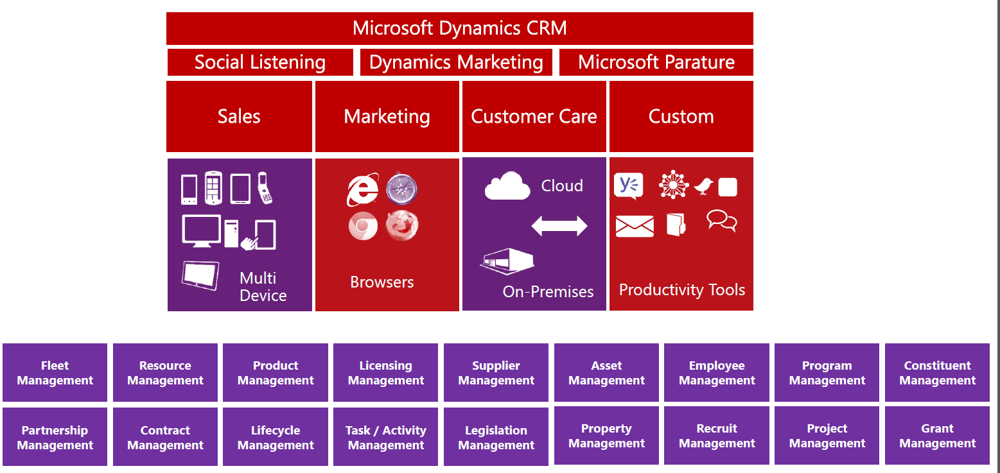 Microsoft Dynamics CRM
Social Listening
Dynamics Marketing
Microsoft Parature
Sales
Marketing
Customer Care
Custom
Multi
Device
Browsers
Cloud
On-Premises
Productivity Tools
Fleet
Management
Resource
Management
Product
Management
Licensing
Management
Supplier
Management
Asset
Management
Employee
Management
Program
Management
Constituent
Management
Partnership
Management
Contract
Management
Lifecycle
Management
Task / Activity
Management
Legislation
Management
Property
Management
Recruit
Management
Project
Management
Grant
Management